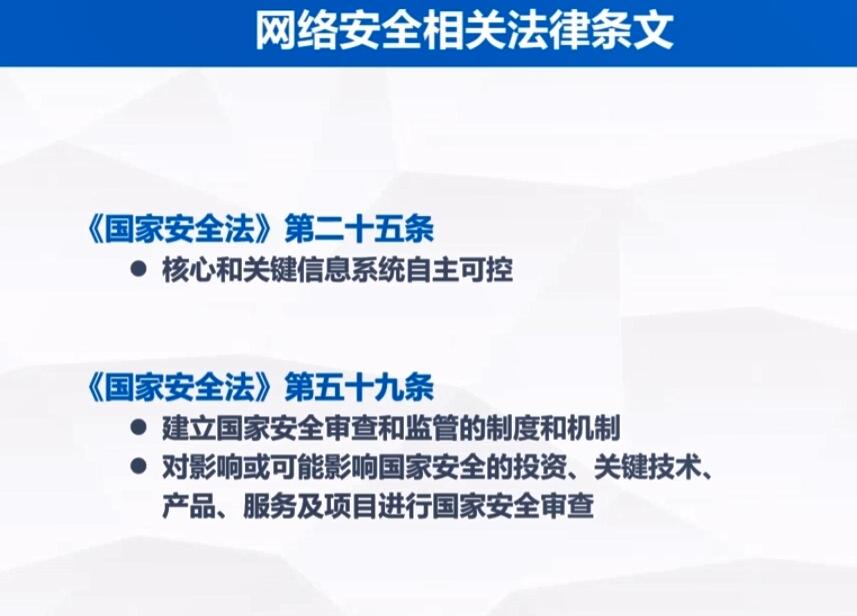 网络安全相关法律条文
《国家安全法》第二十五条
● 核心和关键信息系统自主可控
《国家安全法》第五十九条
● 建立国家安全审查和监管的制度和机制
● 对影响或可能影响国家安全的投资、关键技术、
产品、服务及项目进行国家安全审查